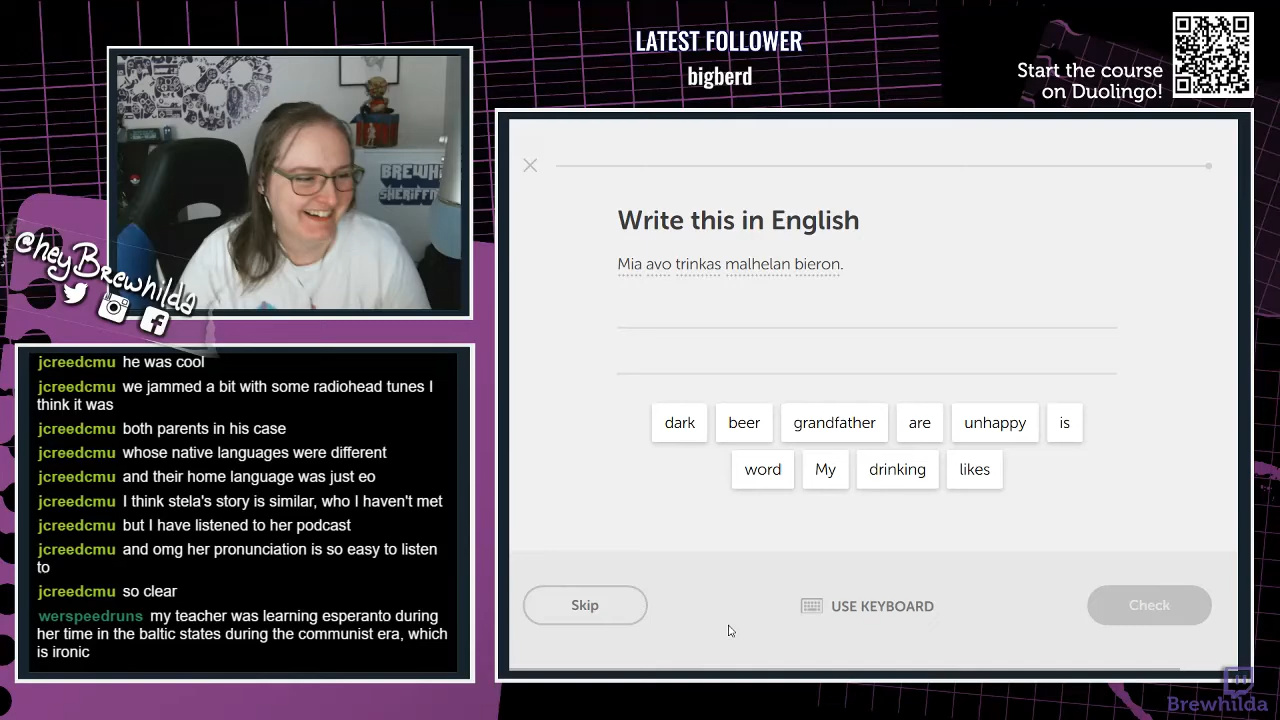 LATEST FOLLOWER
bigberd
Start the course
on Duolingo!
BREWHI
SHERIFFM
@heyBrewhilda
jcreedcmu he was cool
jcreedcmu we jammed a bit with some radiohead tunes I
think it was
jcreedcmu both parents in his case
jcreedcmu whose native languages were different
jcreedcmu and their home language was just eo
jcreedcmu I think stela's story is similar, who I haven't met
jcreedcmu but I have listened to her podcast
jcreedcmu and omg her pronunciation is so easy to listen
to
jcreedcmu so clear
werspeedruns my teacher was learning esperanto during
her time in the baltic states during the communist era, which
is ironic
Write this in English
Mia avo trinkas malhelan bieron.
dark beer grandfather are unhappy is
word My drinking likes
Skip
USE KEYBOARD
Check
Brewhilda